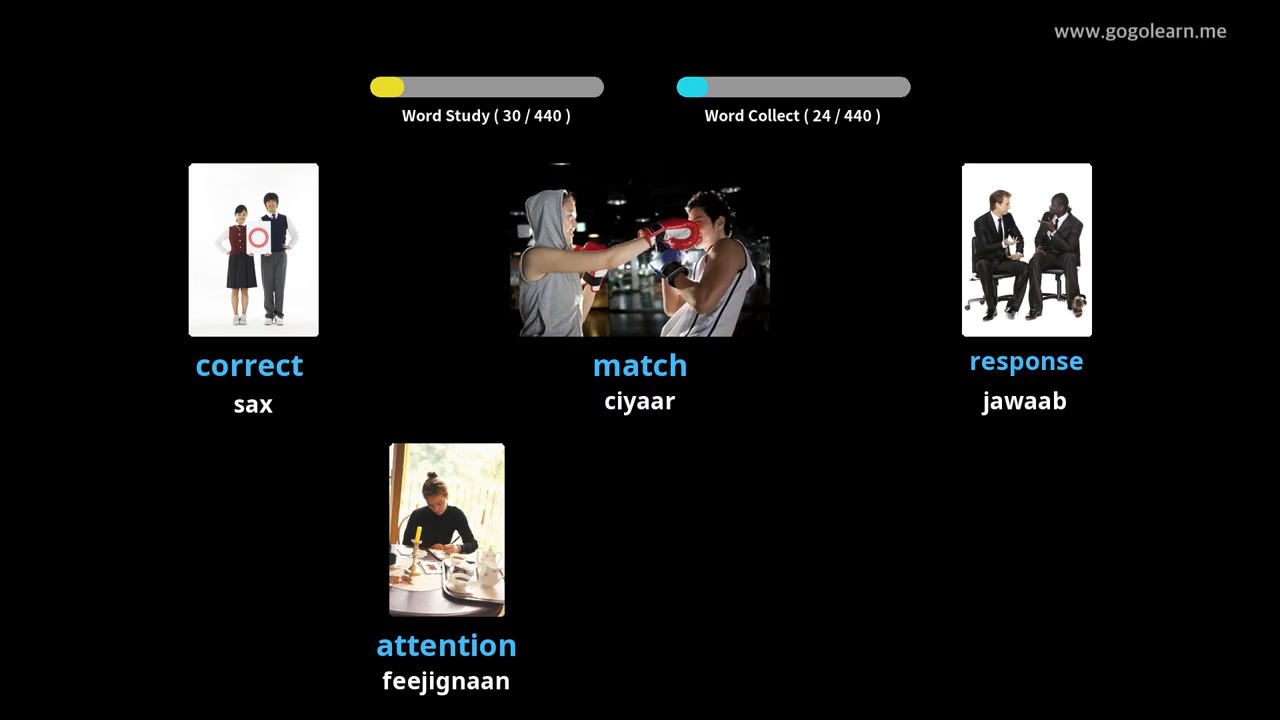 www.gogolearn.me
Word Study ( 30 / 440 )
Word Collect ( 24 / 440 )
correct
sax
match
ciyaar
response
jawaab
attention
feejignaan